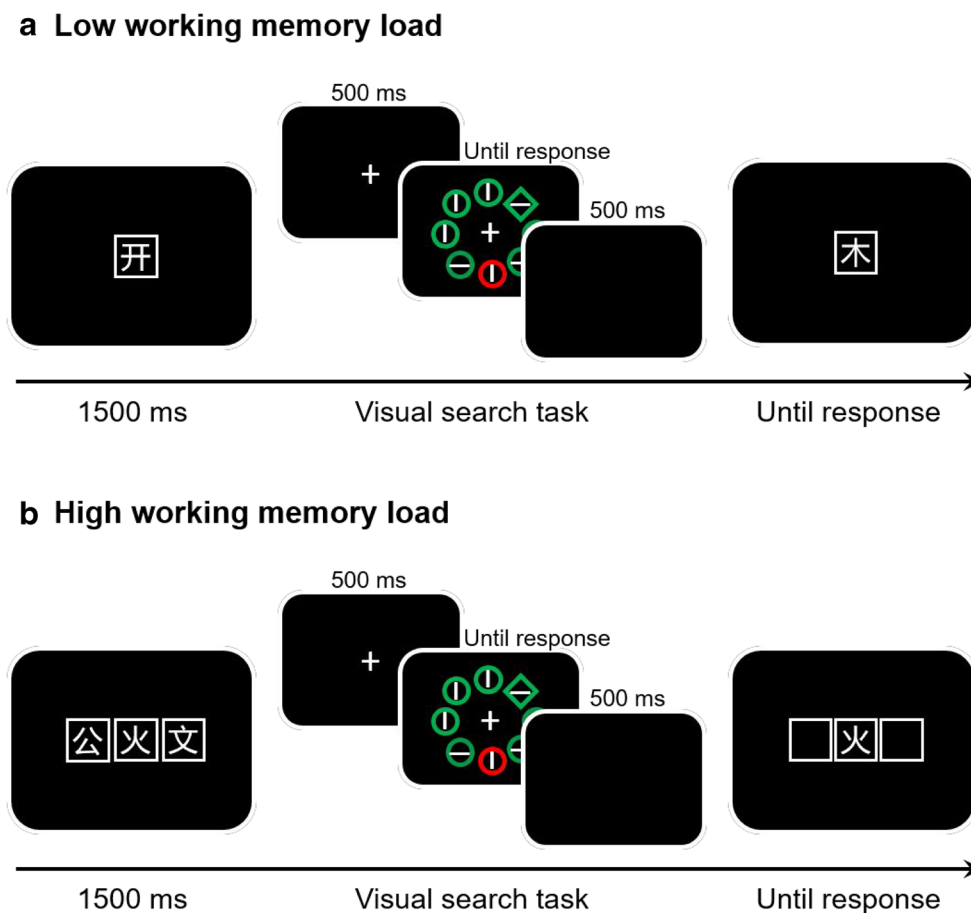 a Low working memory load
500 ms
+
Until response
+
500 ms
开
木
1500 ms
Visual search task
Until response
b High working memory load
500 ms
+
Until response
+
500 ms
公 火 文
火
1500 ms
Visual search task
Until response